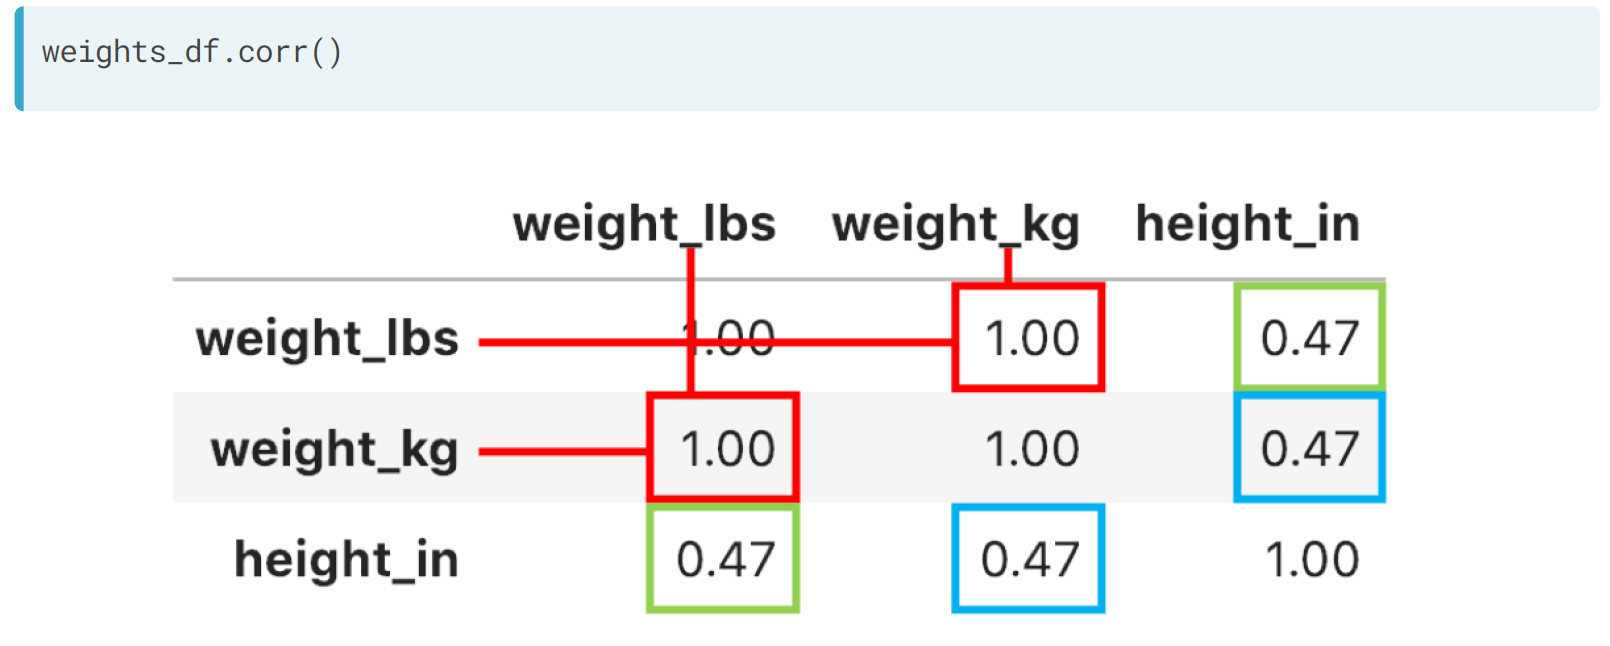 weights_df.corr()
weight_lbs weight_kg height_in
weight_lbs 1.00 1.00 0.47
weight_kg 1.00 1.00 0.47
height_in 0.47 0.47 1.00